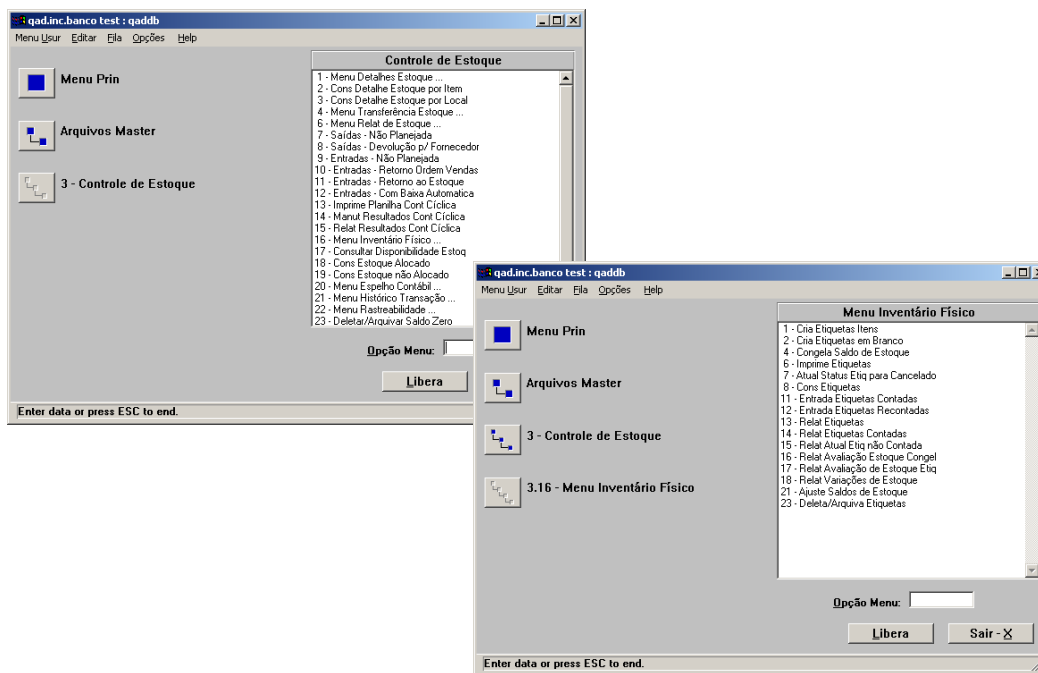 qad.inc.banco test : qaddb
Menu Usur Editar Fila Opções Help
Menu Prin
Arquivos Master
3 - Controle de Estoque
Controle de Estoque
1 - Menu Detalhes Estoque ...
2 - Cons Detalhe Estoque por Item
3 - Cons Detalhe Estoque por Local
4 - Menu Transferência Estoque ...
6 - Menu Relat de Estoque ...
7 - Saídas - Não Planejada
8 - Saídas - Devolução p/ Fornecedor
9 - Entradas - Não Planejada
10 - Entradas - Retorno Ordem Vendas
11 - Entradas - Retorno ao Estoque
12 - Entradas - Com Baixa Automatica
13 - Imprime Planilha Cont Cíclica
14 - Manut Resultados Cont Cíclica
15 - Relat Resultados Cont Cíclica
16 - Menu Inventário Físico ...
17 - Consultar Disponibilidade Estoq
18 - Cons Estoque Alocado
19 - Cons Estoque não Alocado
20 - Menu Espelho Contábil ...
21 - Menu Histórico Transação ...
22 - Menu Rastreabilidade ...
23 - Deletar/Arquivar Saldo Zero
Opção Menu:
Libera
Enter data or press ESC to end.
qad.inc.banco test : qaddb
Menu Usur Editar Fila Opções Help
Menu Prin
Arquivos Master
3 - Controle de Estoque
3.16 - Menu Inventário Físico
Menu Inventário Físico
1 - Cria Etiquetas Itens
2 - Cria Etiquetas em Branco
4 - Congela Saldo de Estoque
6 - Imprime Etiquetas
7 - Atual Status Etiq para Cancelado
8 - Cons Etiquetas
11 - Entrada Etiquetas Contadas
12 - Entrada Etiquetas Recontadas
13 - Relat Etiquetas
14 - Relat Etiquetas Contadas
15 - Relat Atual Etiq não Contada
16 - Relat Avaliação Estoque Congel
17 - Relat Avaliação de Estoque Etiq
18 - Relat Variações de Estoque
21 - Ajuste Saldos de Estoque
23 - Deleta/Arquiva Etiquetas
Opção Menu:
Libera
Sair - X
Enter data or press ESC to end.